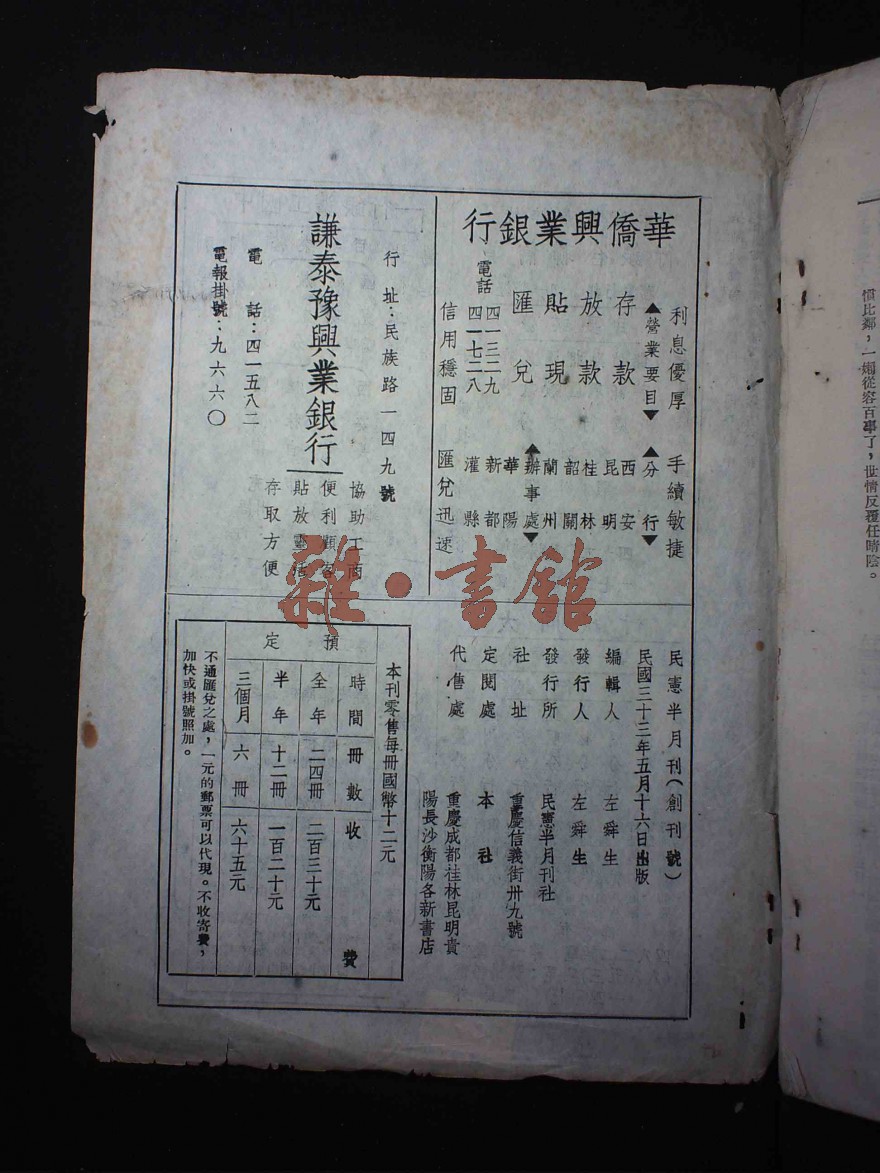 華僑興業銀行
利息優厚　手續敏捷
▲營業要目▼　▲分行▼
存款　西安
昆明
放款　桂林
韶關
貼現　蘭州
▲辦事處▼
匯兌　華陽
電話　四一三二九　新都
四一七二八　灌縣
信用穩固　匯兌迅速
行址：民族路一四九號
謙泰豫興業銀行
電話：四一五八二
電報掛號：九六六〇
協助工商
便利顧客
貼放靈活
存取方便
民憲半月刊（創刊號）
民國三十三年五月十六日出版
編輯人　左舜生
發行人　左舜生
發行所　民憲半月刊社
社址　重慶信義街卅九號
定閱處　本社
代售處　重慶成都桂林昆明貴
陽長沙衡陽各新書店
本刊零售每冊國幣十二元
預定
時間　冊數　收費
全年　二四冊　二百三十元
半年　十二冊　一百二十元
三個月　六冊　六十五元
不通匯兌之處，一元的郵票可以代現。不收寄費，
加快或掛號照加。
雜·書館
惜比鄰，一嫺從容百事了，世情反覆任晴陰。